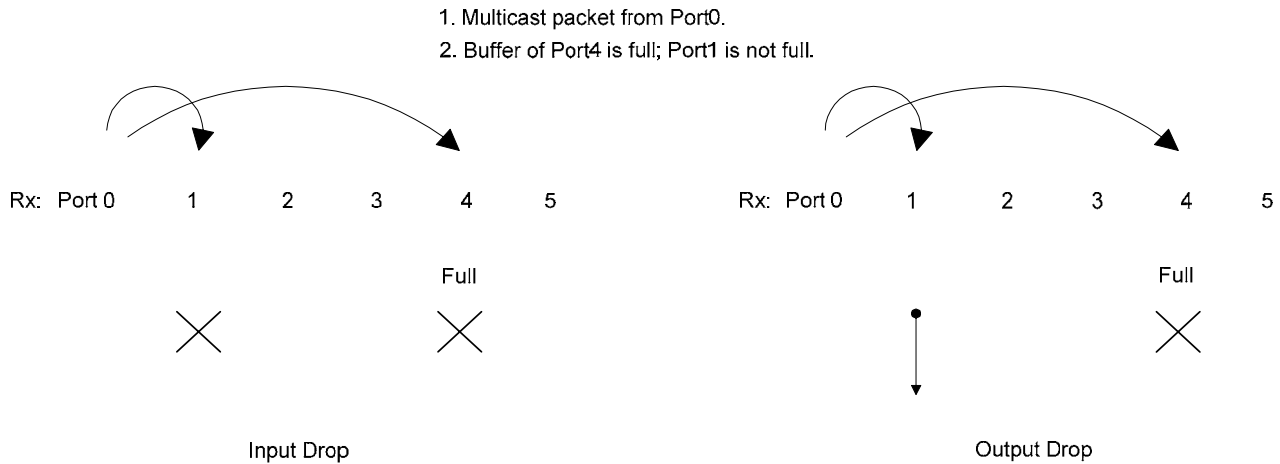 1. Multicast packet from Port0.
2. Buffer of Port4 is full; Port1 is not full.
Rx: Port 0 1 2 3 4 5
Full
Input Drop
Rx: Port 0 1 2 3 4 5
Full
Output Drop